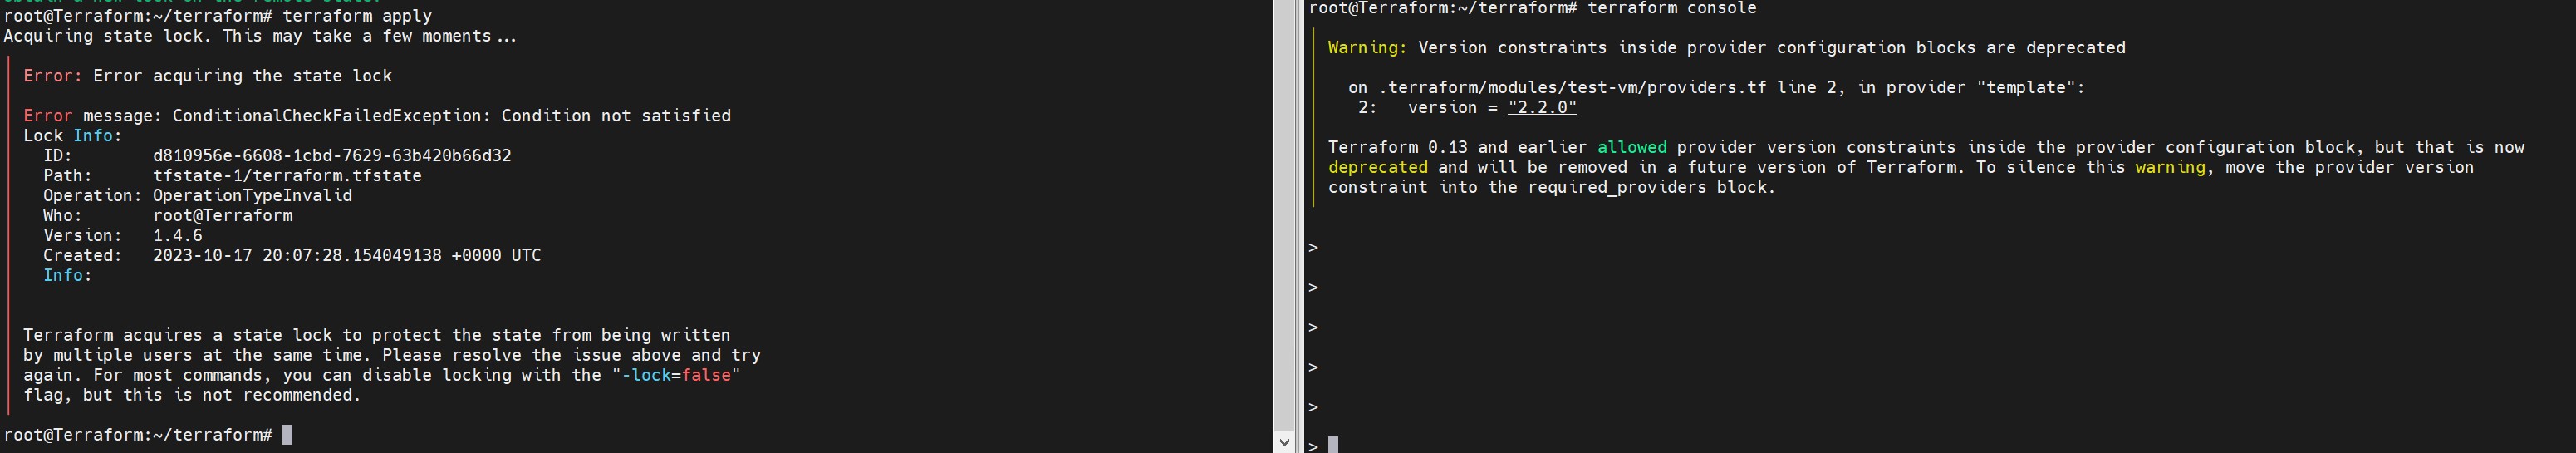 root@Terraform:~/terraform# terraform apply
Acquiring state lock. This may take a few moments...
Error: Error acquiring the state lock
Error message: ConditionalCheckFailedException: Condition not satisfied
Lock Info:
ID:        d810956e-6608-1cbd-7629-63b420b66d32
Path:      tfstate-1/terraform.tfstate
Operation: OperationTypeInvalid
Who:       root@Terraform
Version:   1.4.6
Created:   2023-10-17 20:07:28.154049138 +0000 UTC
Info:
Terraform acquires a state lock to protect the state from being written
by multiple users at the same time. Please resolve the issue above and try
again. For most commands, you can disable locking with the "-lock=false"
flag, but this is not recommended.
root@Terraform:~/terraform#
root@Terraform:~/terraform# terraform console
Warning: Version constraints inside provider configuration blocks are deprecated
on .terraform/modules/test-vm/providers.tf line 2, in provider "template":
2:   version = "2.2.0"
Terraform 0.13 and earlier allowed provider version constraints inside the provider configuration block, but that is now
deprecated and will be removed in a future version of Terraform. To silence this warning, move the provider version
constraint into the required_providers block.
>
>
>
>
>
>